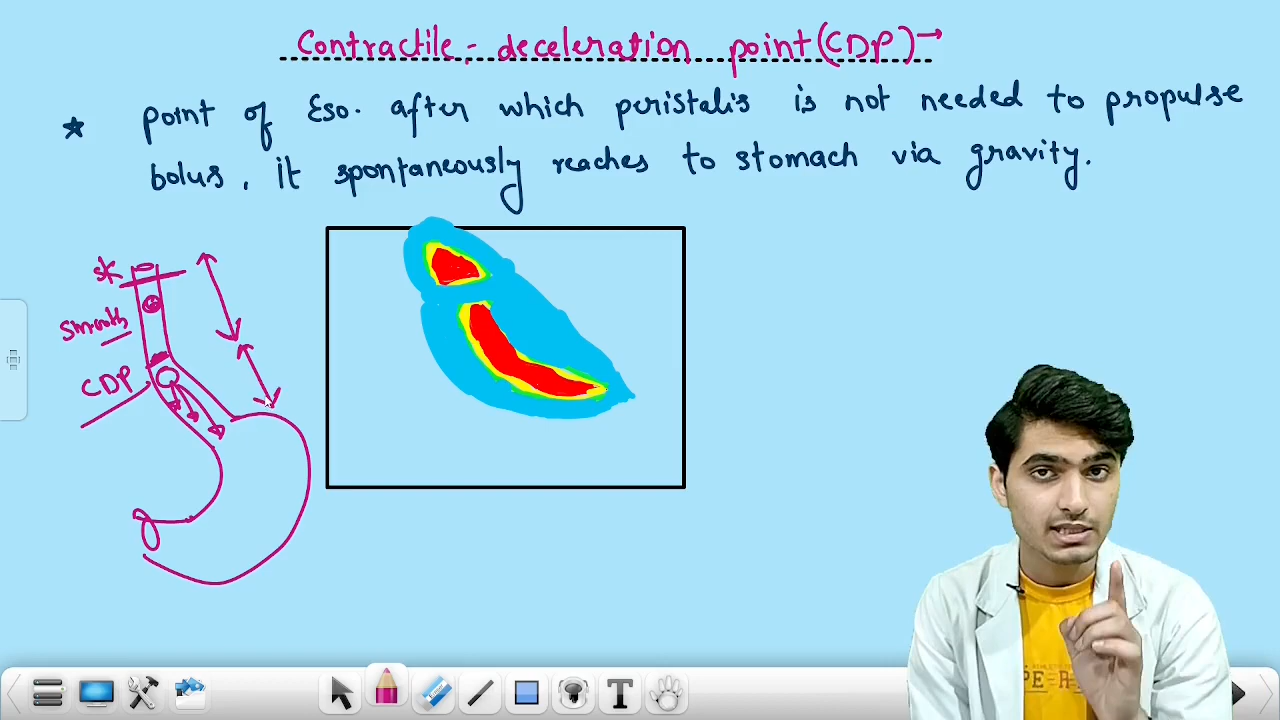 Contractile - deceleration point (CDP) →
★ point of Eso. after which peristalis is not needed to propulse
bolus. It spontaneously reaches to stomach via gravity.
SK
Smooth
CDP
T